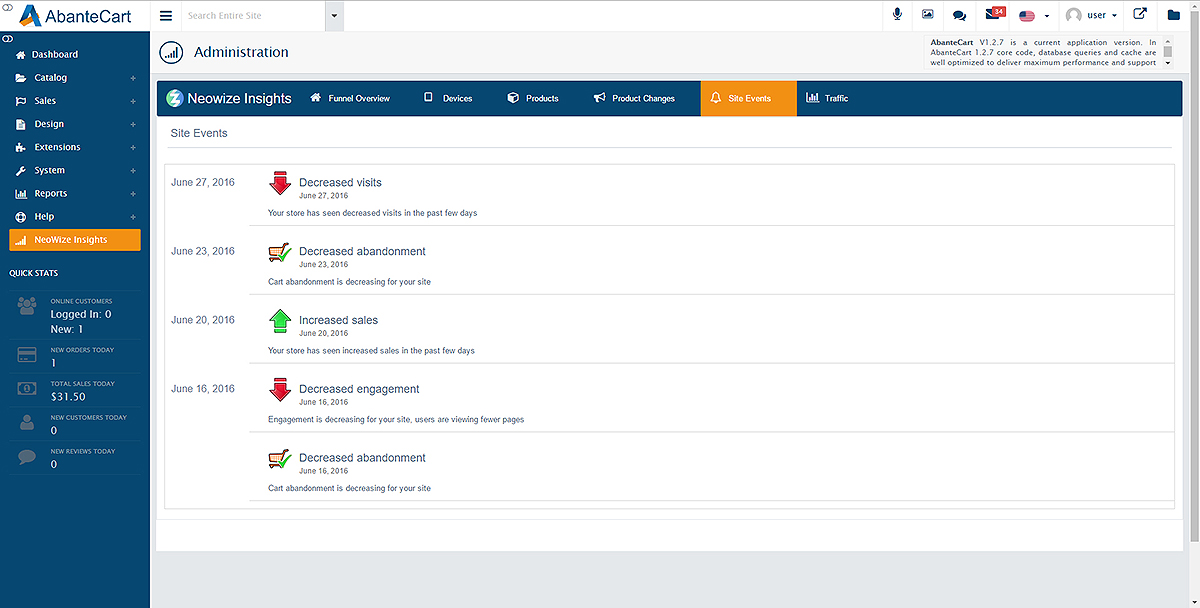 AbanteCart
Search Entire Site
34
user
Dashboard
Catalog +
Sales +
Design +
Extensions +
System +
Reports +
Help +
NeoWize Insights
QUICK STATS
ONLINE CUSTOMERS
Logged In: 0
New: 1
NEW ORDERS TODAY
1
TOTAL SALES TODAY
$31.50
NEW CUSTOMERS TODAY
0
NEW REVIEWS TODAY
0
Administration
AbanteCart V1.2.7 is a current application version. In
AbanteCart 1.2.7 core code, database queries and cache are
well optimized to deliver maximum performance and support
Neowize Insights
Funnel Overview
Devices
Products
Product Changes
Site Events
Traffic
Site Events
June 27, 2016
Decreased visits
June 27, 2016
Your store has seen decreased visits in the past few days
June 23, 2016
Decreased abandonment
June 23, 2016
Cart abandonment is decreasing for your site
June 20, 2016
Increased sales
June 20, 2016
Your store has seen increased sales in the past few days
June 16, 2016
Decreased engagement
June 16, 2016
Engagement is decreasing for your site, users are viewing fewer pages
Decreased abandonment
June 16, 2016
Cart abandonment is decreasing for your site